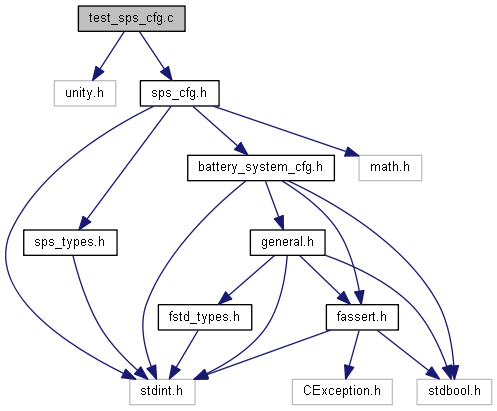 test_sps_cfg.c
unity.h
sps_cfg.h
battery_system_cfg.h
math.h
sps_types.h
general.h
fstd_types.h
fassert.h
stdint.h
CException.h
stdbool.h